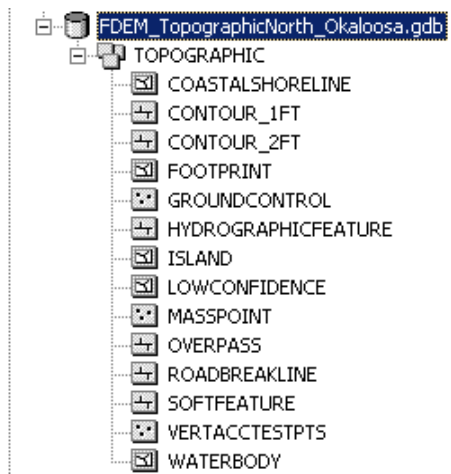 FDEM_TopographicNorth_Okaloosa.gdb
TOPOGRAPHIC
COASTALSHORELINE
CONTOUR_1FT
CONTOUR_2FT
FOOTPRINT
GROUNDCONTROL
HYDROGRAPHICFEATURE
ISLAND
LOWCONFIDENCE
MASSPOINT
OVERPASS
ROADBREAKLINE
SOFTFEATURE
VERTACCTESTPTS
WATERBODY